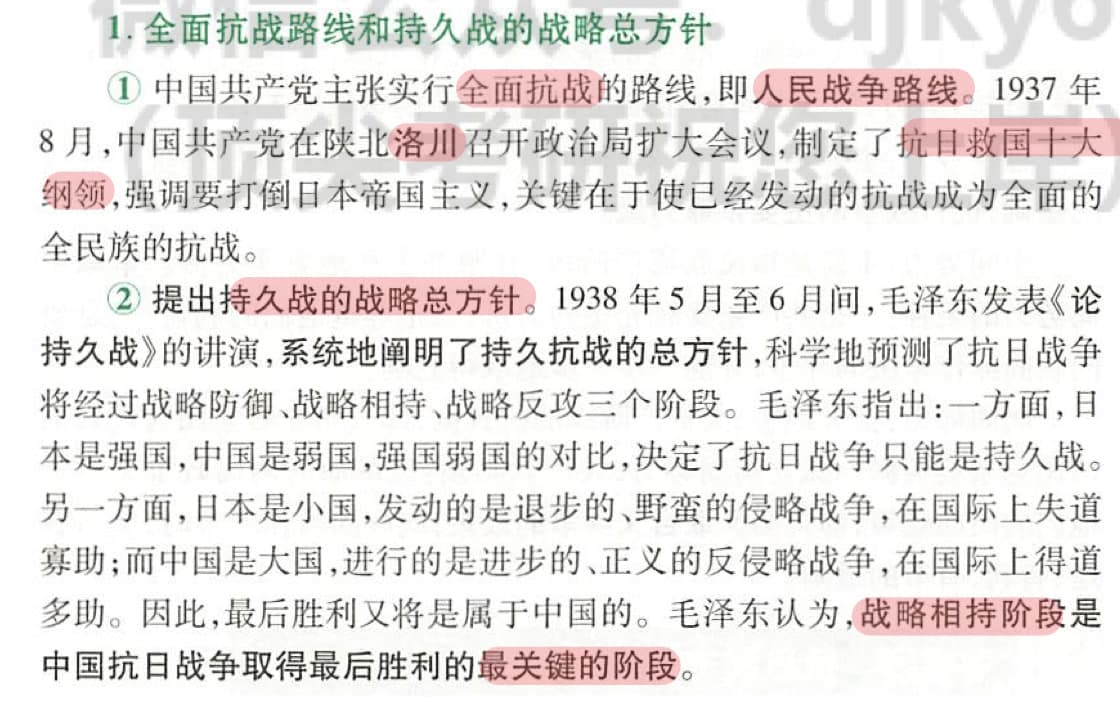 微信公众号：djkyo
1. 全面抗战路线和持久战的战略总方针
① 中国共产党主张实行全面抗战的路线,即人民战争路线。1937 年
8 月,中国共产党在陕北洛川召开政治局扩大会议,制定了抗日救国十大
(顶尖考研祝您上岸)
纲领,强调要打倒日本帝国主义,关键在于使已经发动的抗战成为全面的
全民族的抗战。
② 提出持久战的战略总方针。1938 年 5 月至 6 月间,毛泽东发表《论
持久战》的讲演,系统地阐明了持久抗战的总方针,科学地预测了抗日战争
将经过战略防御、战略相持、战略反攻三个阶段。毛泽东指出:一方面,日
本是强国,中国是弱国,强国弱国的对比,决定了抗日战争只能是持久战。
另一方面,日本是小国,发动的是退步的、野蛮的侵略战争,在国际上失道
寡助;而中国是大国,进行的是进步的、正义的反侵略战争,在国际上得道
多助。因此,最后胜利又将是属于中国的。毛泽东认为,战略相持阶段是
中国抗日战争取得最后胜利的最关键的阶段。